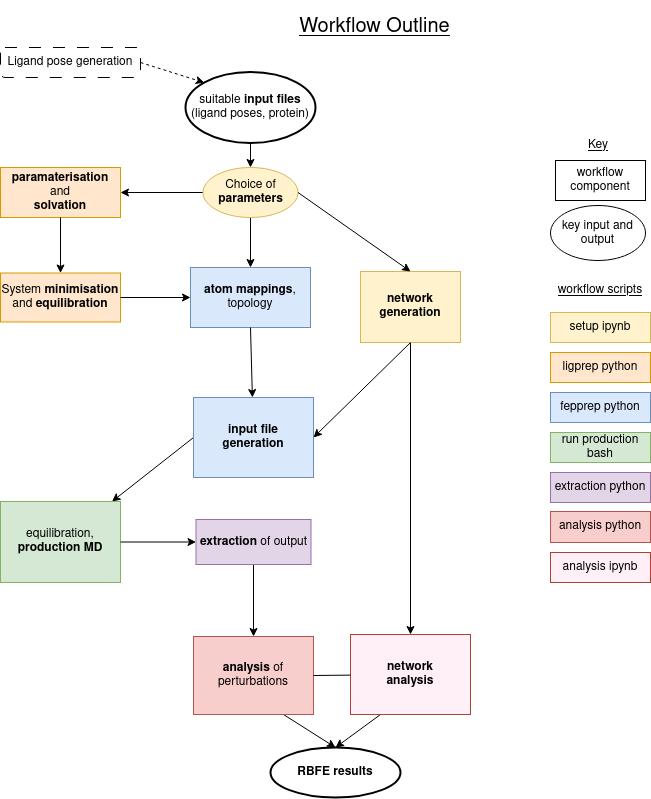 Workflow Outline
Ligand pose generation
suitable input files
(ligand poses, protein)
Key
workflow
component
key input and
output
workflow scripts
setup ipynb
ligprep python
fepprep python
run production
bash
extraction python
analysis python
analysis ipynb
paramaterisation
and
solvation
Choice of
parameters
System minimisation
and equilibration
atom mappings,
topology
network
generation
input file
generation
equilibration,
production MD
extraction of output
analysis of
perturbations
network
analysis
RBFE results